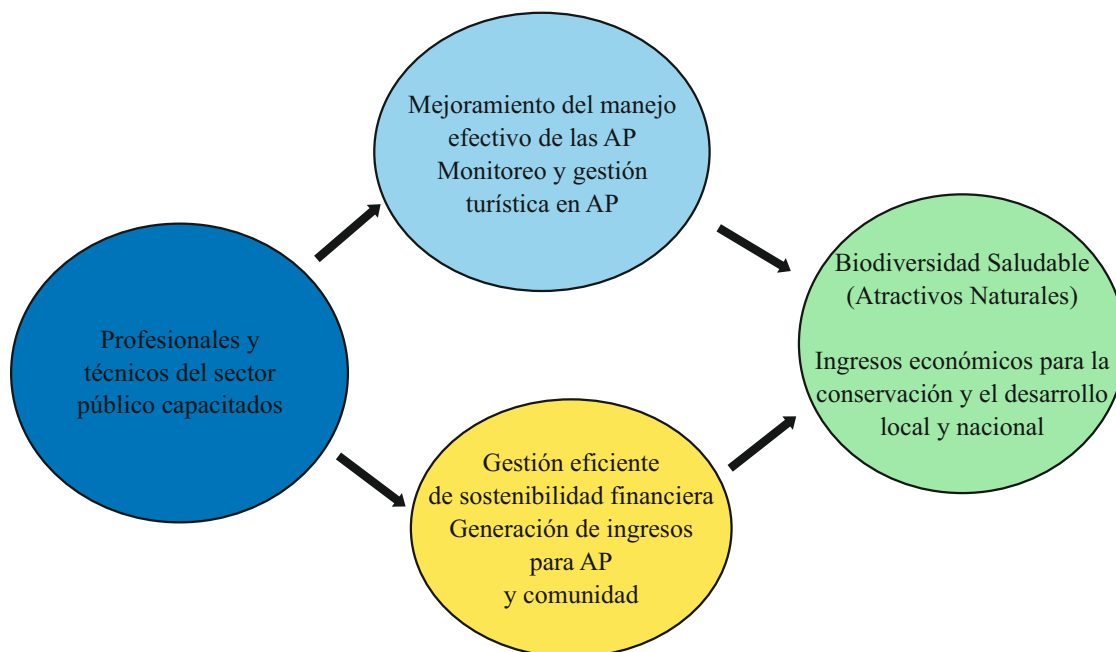 Mejoramiento del manejo
efectivo de las AP
Monitoreo y gestión
turística en AP
Profesionales y
técnicos del sector
público capacitados
Biodiversidad Saludable
(Atractivos Naturales)
Ingresos económicos para la
conservación y el desarrollo
local y nacional
Gestión eficiente
de sostenibilidad financiera
Generación de ingresos
para AP
y comunidad